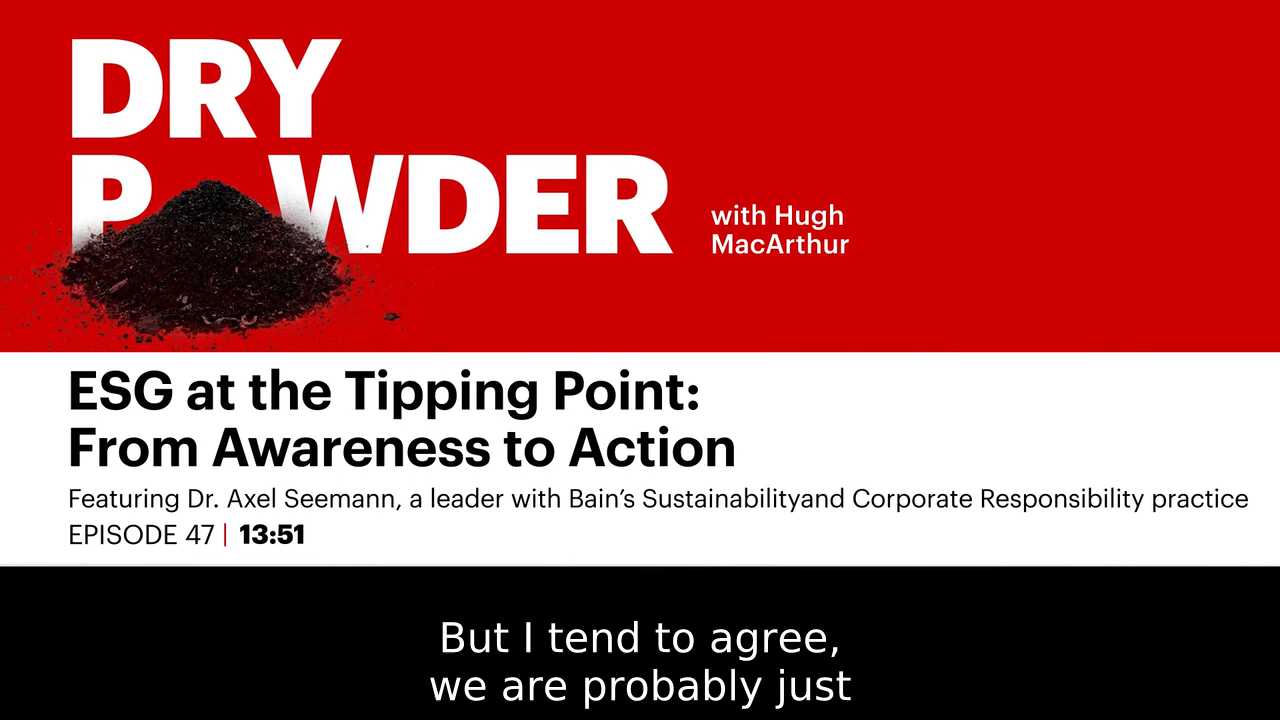 DRY
P WDER
with Hugh
MacArthur
ESG at the Tipping Point:
From Awareness to Action
Featuring Dr. Axel Seemann, a leader with Bain’s Sustainabilityand Corporate Responsibility practice
EPISODE 47 | 13:51
But I tend to agree,
we are probably just